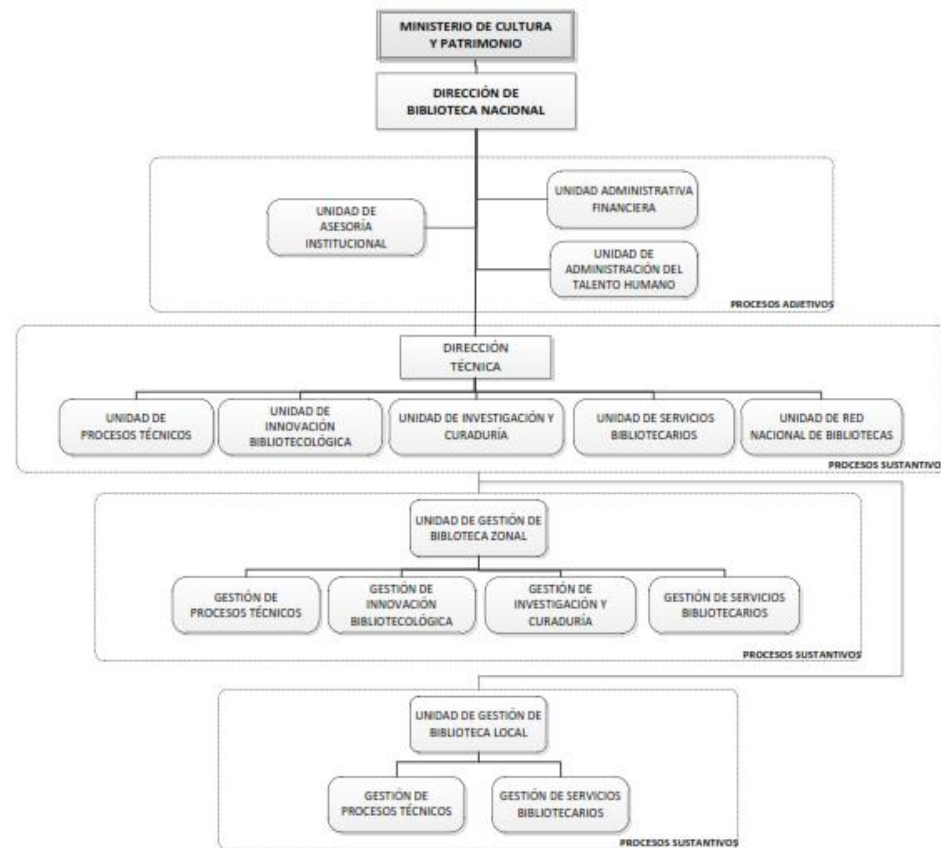 MINISTERIO DE CULTURA
Y PATRIMONIO
DIRECCIÓN DE
BIBLIOTECA NACIONAL
UNIDAD DE
ASESORÍA
INSTITUCIONAL
UNIDAD ADMINISTRATIVA
FINANCIERA
UNIDAD DE
ADMINISTRACIÓN DEL
TALENTO HUMANO
PROCESOS ADJETIVOS
DIRECCIÓN
TÉCNICA
UNIDAD DE
PROCESOS TÉCNICOS
UNIDAD DE
INNOVACIÓN
BIBLIOTECOLÓGICA
UNIDAD DE INVESTIGACIÓN Y
CURADURÍA
UNIDAD DE SERVICIOS
BIBLIOTECARIOS
UNIDAD DE RED
NACIONAL DE BIBLIOTECAS
PROCESOS SUSTANTIVO
UNIDAD DE GESTIÓN DE
BIBLOTECA ZONAL
GESTIÓN DE
PROCESOS TÉCNICOS
GESTIÓN DE
INNOVACIÓN
BIBLIOTECOLÓGICA
GESTIÓN DE
INVESTIGACIÓN Y
CURADURÍA
GESTIÓN DE SERVICIOS
BIBLIOTECARIOS
PROCESOS SUSTANTIVOS
UNIDAD DE GESTIÓN DE
BIBLIOTECA LOCAL
GESTIÓN DE
PROCESOS TÉCNICOS
GESTIÓN DE SERVICIOS
BIBLIOTECARIOS
PROCESOS SUSTANTIVOS